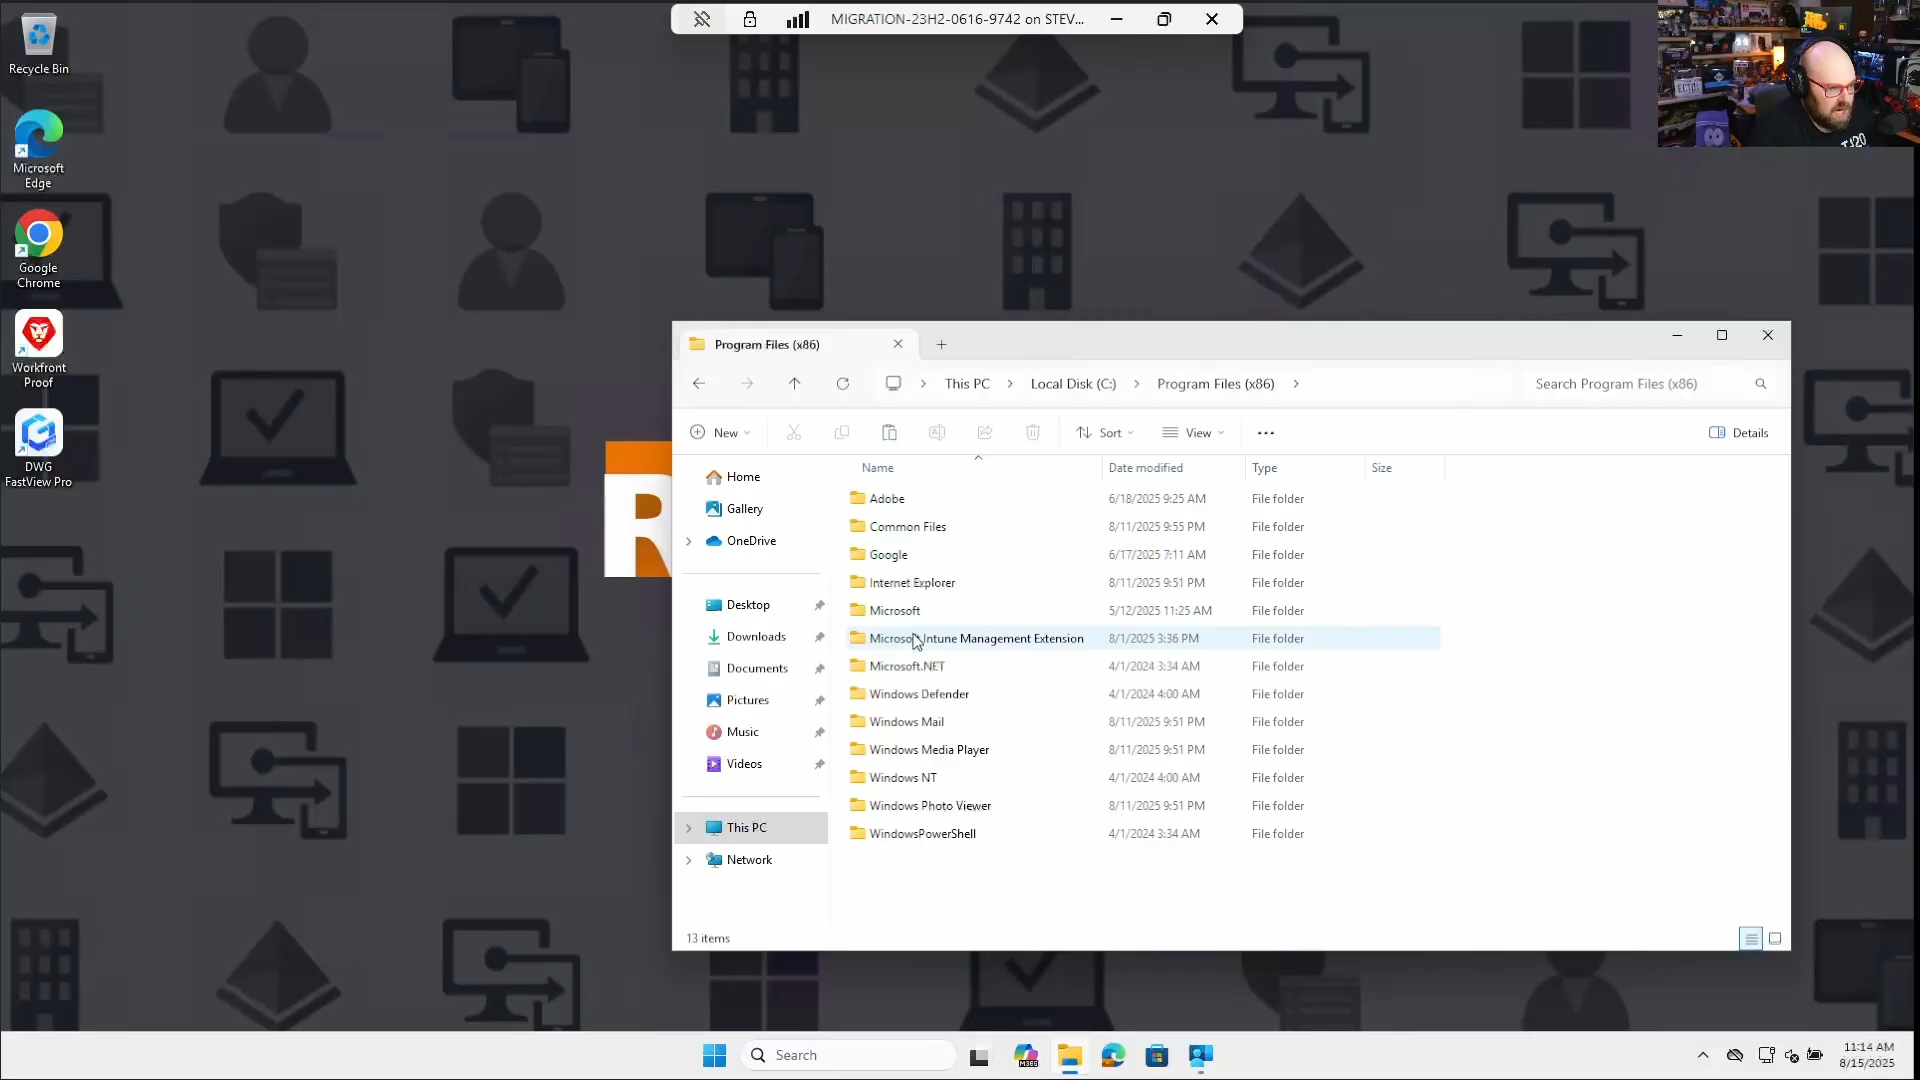 MIGRATION-23H2-0616-9742 on STEV...
Recycle Bin
Microsoft
Edge
Google
Chrome
Workfront
Proof
DWG
FastView Pro
R
Program Files (x86)
This PC
Local Disk (C:)
Program Files (x86)
Search Program Files (x86)
New
Sort
View
Details
Name
Date modified
Type
Size
Home
Gallery
OneDrive
Desktop
Downloads
Documents
Pictures
Music
Videos
This PC
Network
Adobe 6/18/2025 9:25 AM File folder
Common Files 8/11/2025 9:55 PM File folder
Google 6/17/2025 7:11 AM File folder
Internet Explorer 8/11/2025 9:51 PM File folder
Microsoft 5/12/2025 11:25 AM File folder
Microsoft Intune Management Extension 8/1/2025 3:36 PM File folder
Microsoft.NET 4/1/2024 3:34 AM File folder
Windows Defender 4/1/2024 4:00 AM File folder
Windows Mail 8/11/2025 9:51 PM File folder
Windows Media Player 8/11/2025 9:51 PM File folder
Windows NT 4/1/2024 4:00 AM File folder
Windows Photo Viewer 8/11/2025 9:51 PM File folder
WindowsPowerShell 4/1/2024 3:34 AM File folder
13 items
Search
M365
11:14 AM
8/15/2025